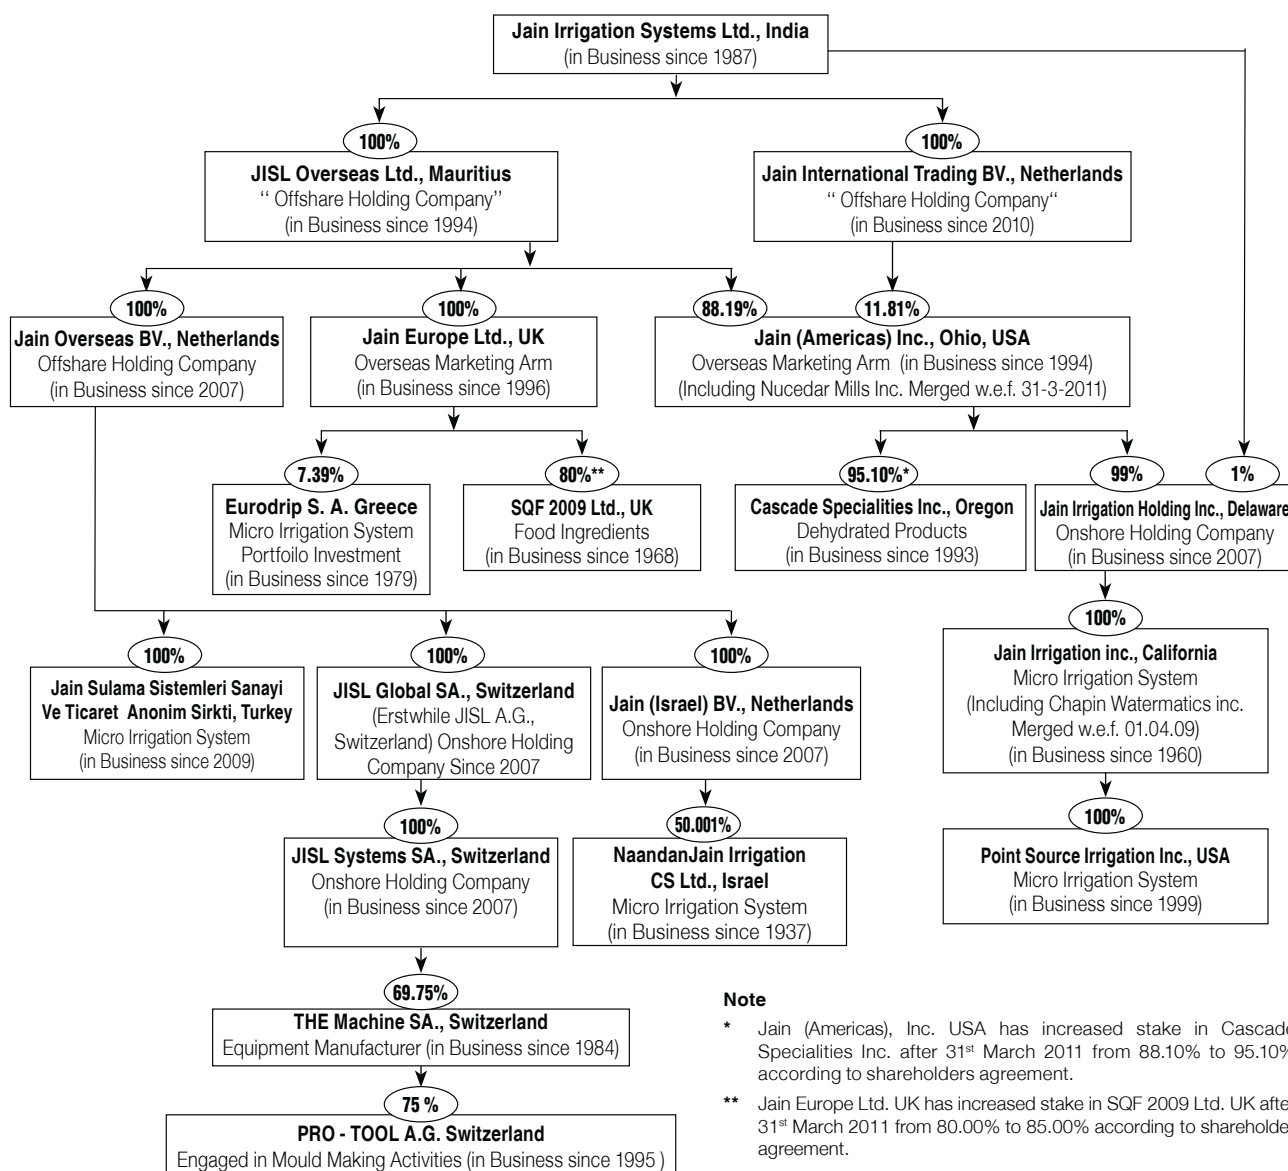 Jain Irrigation Systems Ltd., India
(in Business since 1987)
100%
100%
JISL Overseas Ltd., Mauritius
“ Offshare Holding Company”
(in Business since 1994)
Jain International Trading BV., Netherlands
“ Offshare Holding Company“
(in Business since 2010)
100%
100%
88.19%
11.81%
Jain Overseas BV., Netherlands
Offshare Holding Company
(in Business since 2007)
Jain Europe Ltd., UK
Overseas Marketing Arm
(in Business since 1996)
Jain (Americas) Inc., Ohio, USA
Overseas Marketing Arm (in Business since 1994)
(Including Nucedar Mills Inc. Merged w.e.f. 31-3-2011)
7.39%
80%**
95.10%*
99%
1%
Eurodrip S. A. Greece
Micro Irrigation System
Portfoilo Investment
(in Business since 1979)
SQF 2009 Ltd., UK
Food Ingredients
(in Business since 1968)
Cascade Specialities Inc., Oregon
Dehydrated Products
(in Business since 1993)
Jain Irrigation Holding Inc., Delaware
Onshore Holding Company
(in Business since 2007)
100%
100%
100%
100%
Jain Sulama Sistemleri Sanayi
Ve Ticaret Anonim Sirkti, Turkey
Micro Irrigation System
(in Business since 2009)
JISL Global SA., Switzerland
(Erstwhile JISL A.G.,
Switzerland) Onshore Holding
Company Since 2007
Jain (Israel) BV., Netherlands
Onshore Holding Company
(in Business since 2007)
Jain Irrigation inc., California
Micro Irrigation System
(Including Chapin Watermatics inc.
Merged w.e.f. 01.04.09)
(in Business since 1960)
100%
50.001%
100%
JISL Systems SA., Switzerland
Onshore Holding Company
(in Business since 2007)
NaandanJain Irrigation
CS Ltd., Israel
Micro Irrigation System
(in Business since 1937)
Point Source Irrigation Inc., USA
Micro Irrigation System
(in Business since 1999)
69.75%
THE Machine SA., Switzerland
Equipment Manufacturer (in Business since 1984)
75 %
PRO - TOOL A.G. Switzerland
Engaged in Mould Making Activities (in Business since 1995 )
Note
* Jain (Americas), Inc. USA has increased stake in Cascade
Specialities Inc. after 31st March 2011 from 88.10% to 95.10%
according to shareholders agreement.
** Jain Europe Ltd. UK has increased stake in SQF 2009 Ltd. UK after
31st March 2011 from 80.00% to 85.00% according to shareholder
agreement.